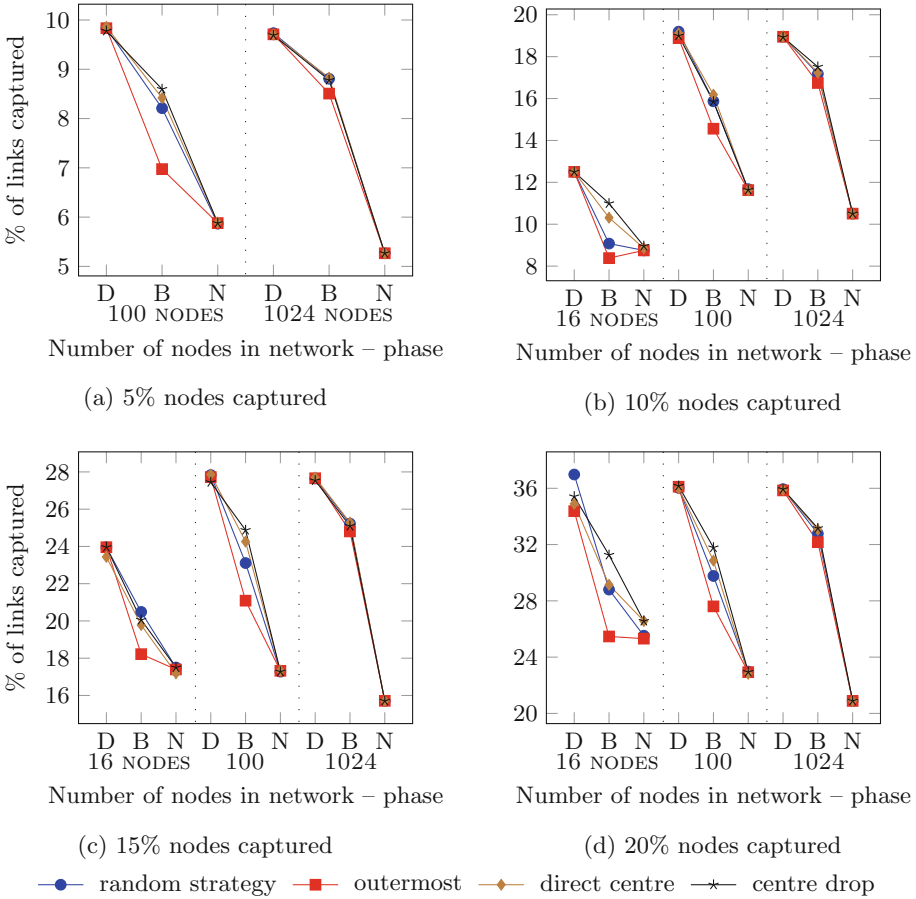 10
9
8
7
6
5
% of links captured
D B N D B N
100 NODES 1024 NODES
Number of nodes in network – phase
(a) 5% nodes captured
20
18
16
14
12
10
8
D B N D B N D B N
16 NODES 100 1024
Number of nodes in network – phase
(b) 10% nodes captured
28
26
24
22
20
18
16
% of links captured
D B N D B N D B N
16 NODES 100 1024
Number of nodes in network – phase
(c) 15% nodes captured
36
32
28
24
20
D B N D B N D B N
16 NODES 100 1024
Number of nodes in network – phase
(d) 20% nodes captured
random strategy outermost direct centre centre drop